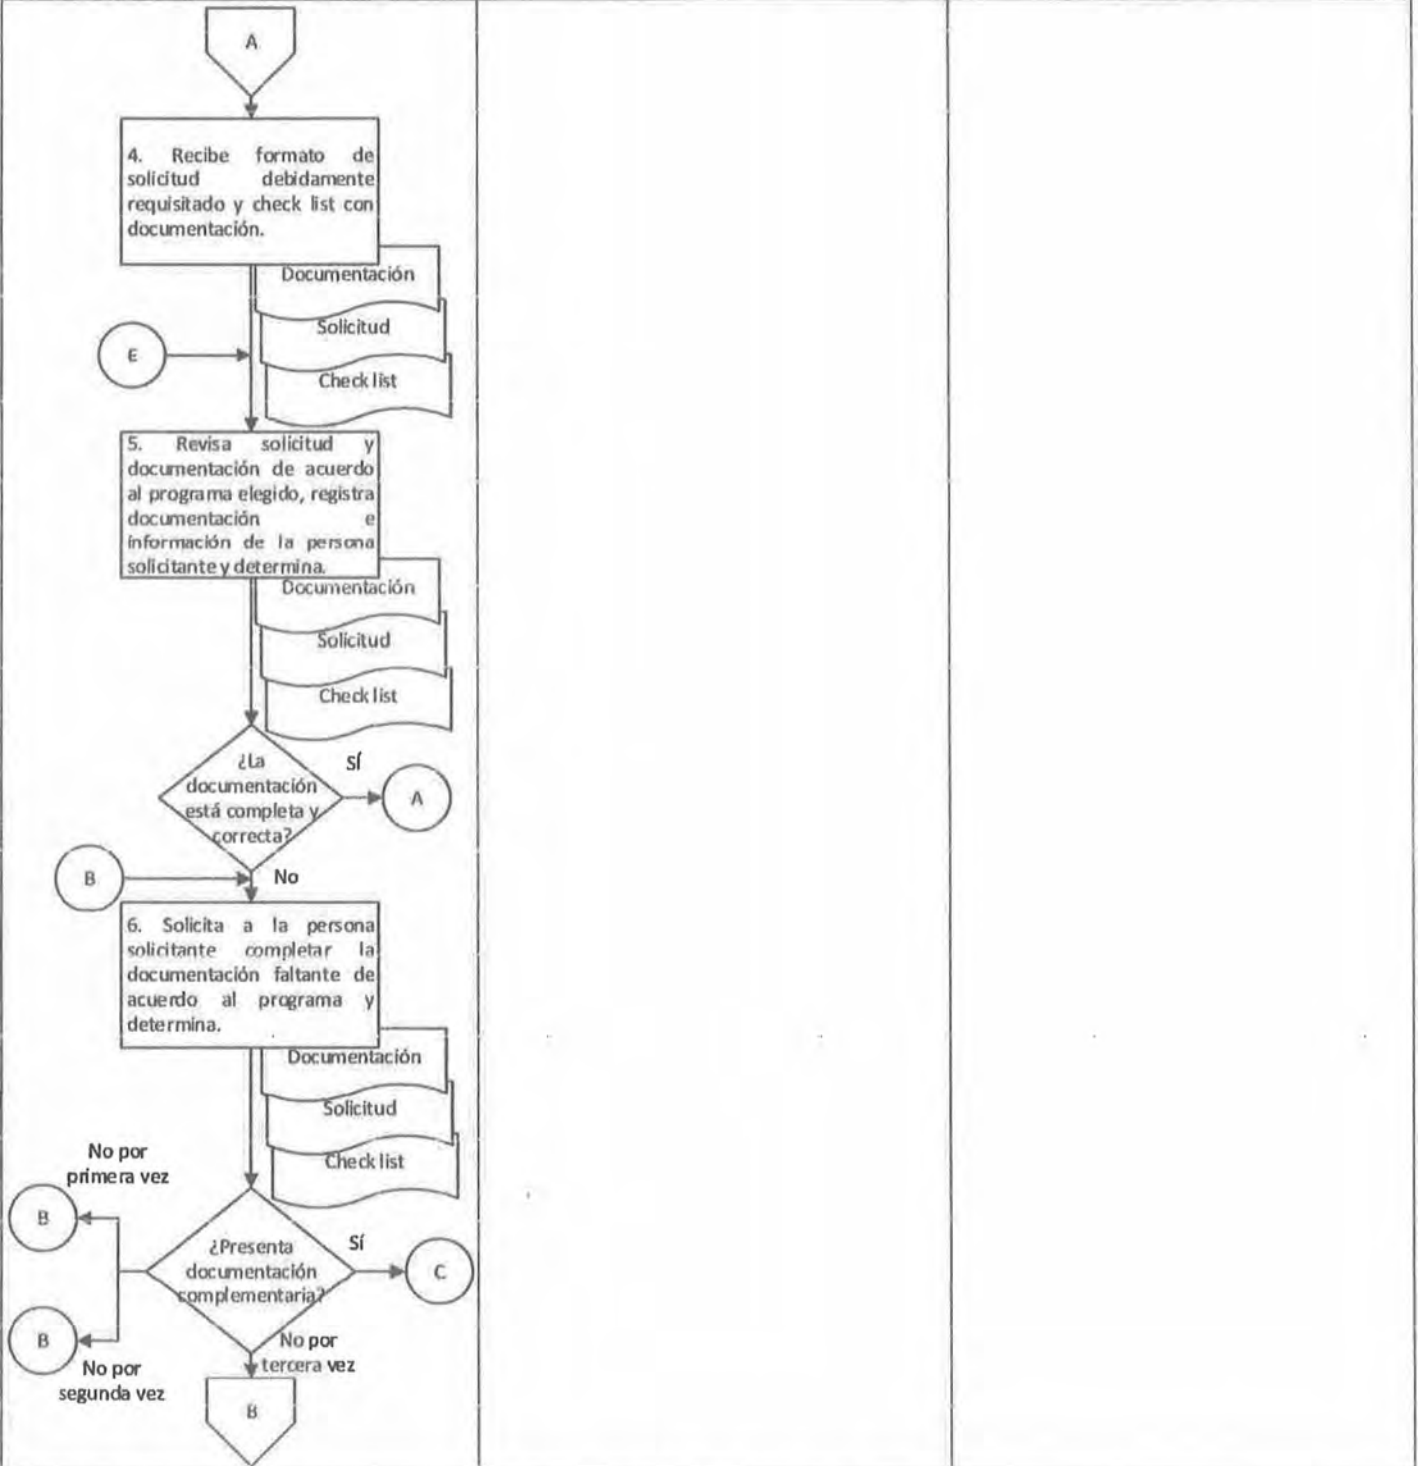 A
4. Recibe formato de
solicitud debidamente
requisitado y check list con
documentación.
Documentación
Solicitud
E
Check list
5. Revisa solicitud y
documentación de acuerdo
al programa elegido, registra
documentación e
información de la persona
solicitante y determina.
Documentación
Solicitud
Check list
¿La
documentación
está completa y
correcta?
SÍ
A
B
No
6. Solicita a la persona
solicitante completar la
documentación faltante de
acuerdo al programa y
determina.
Documentación
Solicitud
Check list
No por
primera vez
B
¿Presenta
documentación
complementaria?
Sí
C
B
No por
segunda vez
No por
tercera vez
B